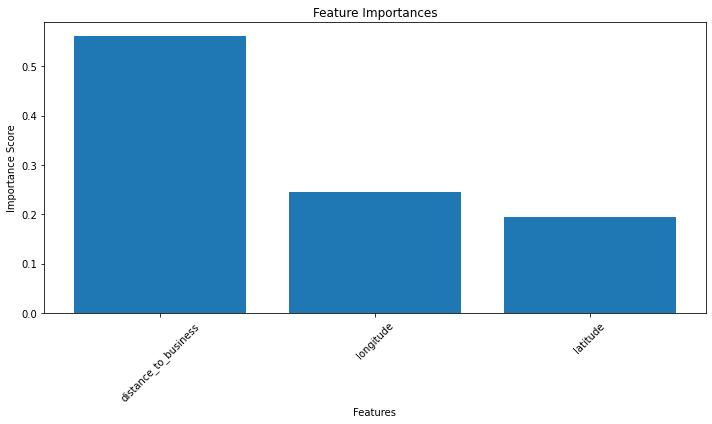 Feature Importances
Importance Score
0.5
0.4
0.3
0.2
0.1
0.0
distance_to_business
longitude
latitude
Features